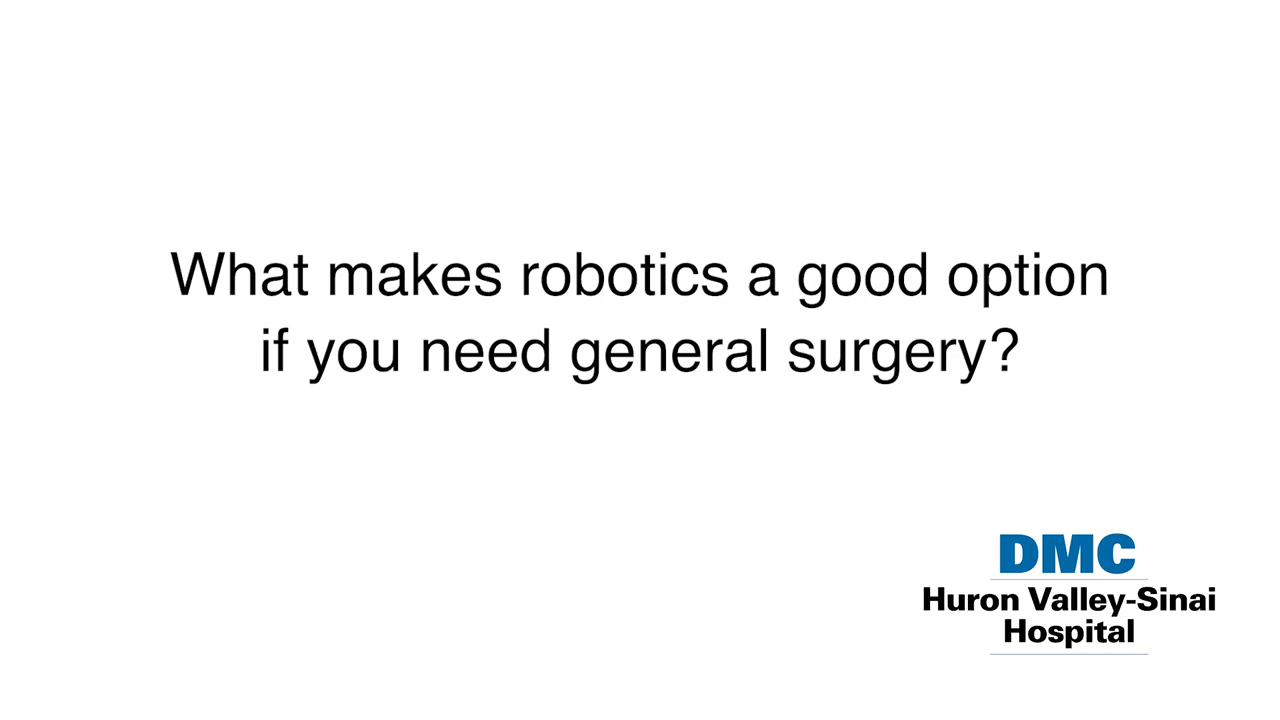 What makes robotics a good option
if you need general surgery?
DMC
Huron Valley-Sinai
Hospital